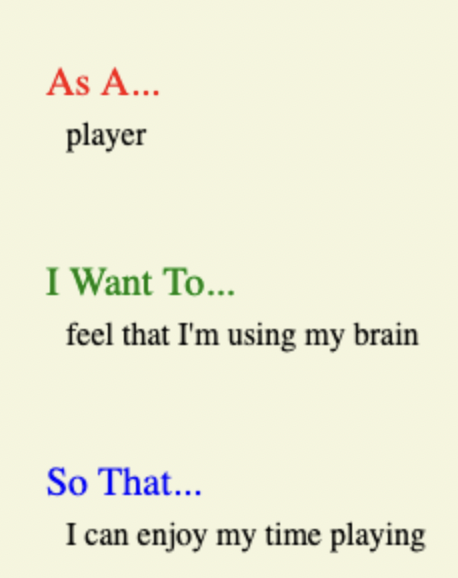 As A...
player
I Want To...
feel that I'm using my brain
So That...
I can enjoy my time playing